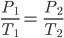 P₁/T₁ = P₂/T₂